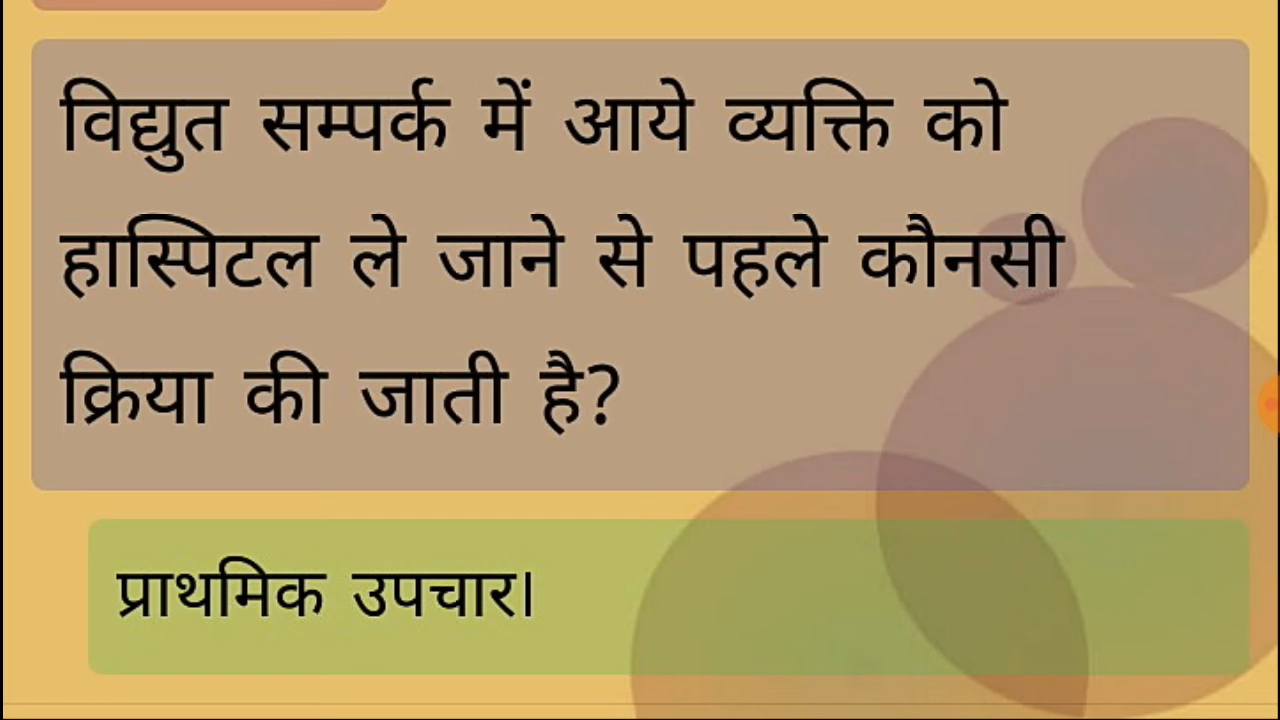 विद्युत सम्पर्क में आये व्यक्ति को
हास्पिटल ले जाने से पहले कौनसी
क्रिया की जाती है?
प्राथमिक उपचार।